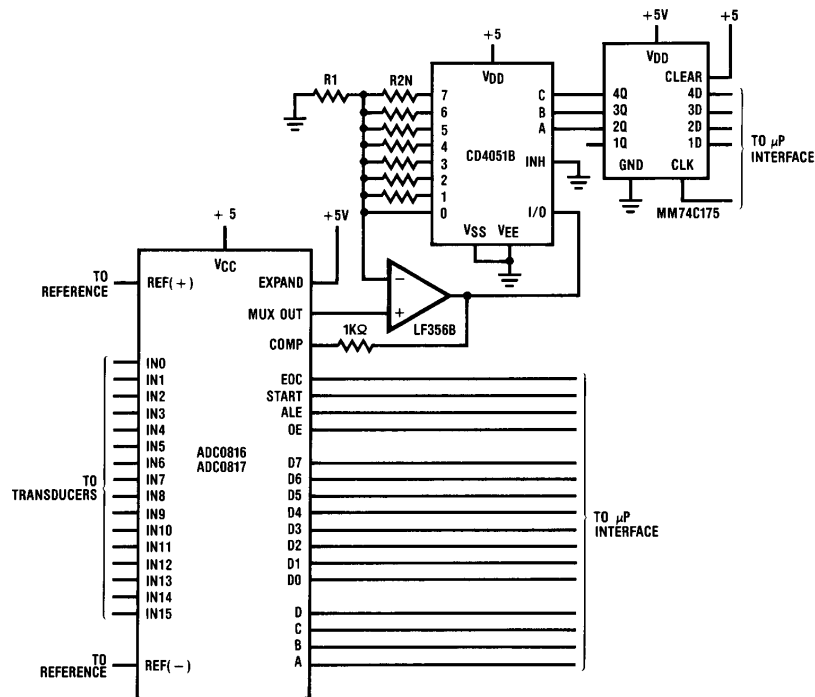 +5V
+5
+5
VDD
VDD
CLEAR
R1
R2N
7
C
4Q
4D
6
B
3Q
3D
5
A
2Q
2D
4
1Q
1D
TO µP
INTERFACE
CD4051B
3
INH
GND
CLK
2
1
MM74C175
0
I/O
VSS
VEE
+ 5
+5V
VCC
TO
REFERENCE
REF(+)
EXPAND
MUX OUT
−
+
LF356B
1KΩ
COMP
IN0
EOC
IN1
START
IN2
ALE
IN3
OE
IN4
IN5
ADC0816
ADC0817
IN6
D7
IN7
D6
TO
TRANSDUCERS
IN8
D5
IN9
D4
TO µP
INTERFACE
IN10
D3
IN11
D2
IN12
D1
IN13
D0
IN14
IN15
D
C
B
TO
REFERENCE
REF(−)
A